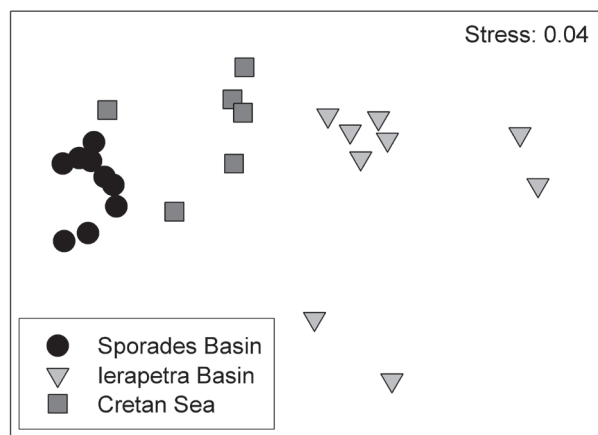 Stress: 0.04
Sporades Basin
Ierapetra Basin
Cretan Sea